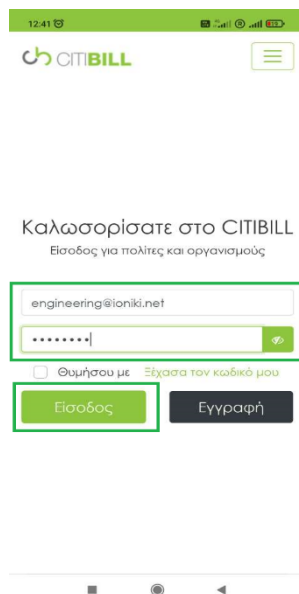 12:41
CITIBILL
Καλωσορίσατε στο CITIBILL
Είσοδος για πολίτες και οργανισμούς
engineering@ioniki.net
••••••••
Θυμήσου με Ξέχασα τον κωδικό μου
Είσοδος Εγγραφή